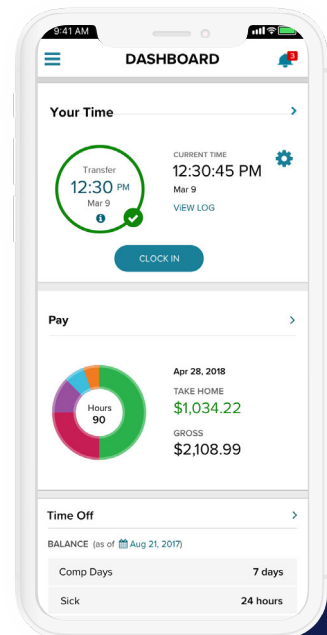 9:41 AM
DASHBOARD
3
Your Time
Transfer
12:30 PM
Mar 9
CURRENT TIME
12:30:45 PM
Mar 9
ViEW LOG
CLOCK IN
Pay
Hours
90
Apr 28, 2018
TAKE HOME
$1,034.22
GROSS
$2,108.99
Time Off
BALANCE (as of Aug 21, 2017)
Comp Days 7 days
Sick 24 hours